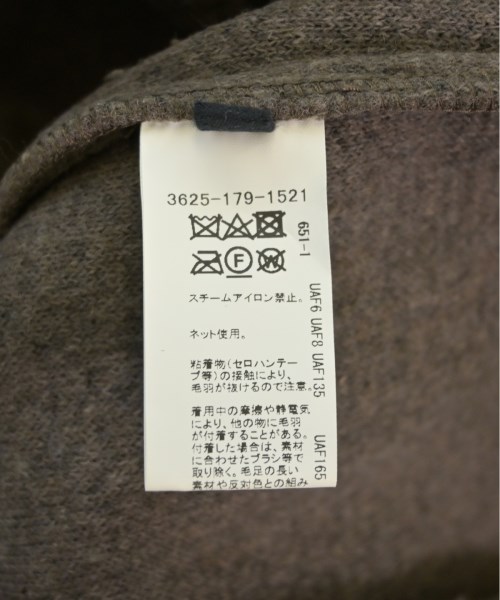 3625-179-1521
651-1
F W
スチームアイロン禁止。
ネット使用。
粘着物(セロハンテー
プ等)の接触により、
毛羽が抜けるので注意。
着用中の摩擦や静電気
により、他の物に毛羽
が付着することがある。
付着した場合は、素材
に合わせたブラシ等で
取り除く。毛足の長い
素材や反対色との組み
UAF6 UAF8 UAF135 UAF165